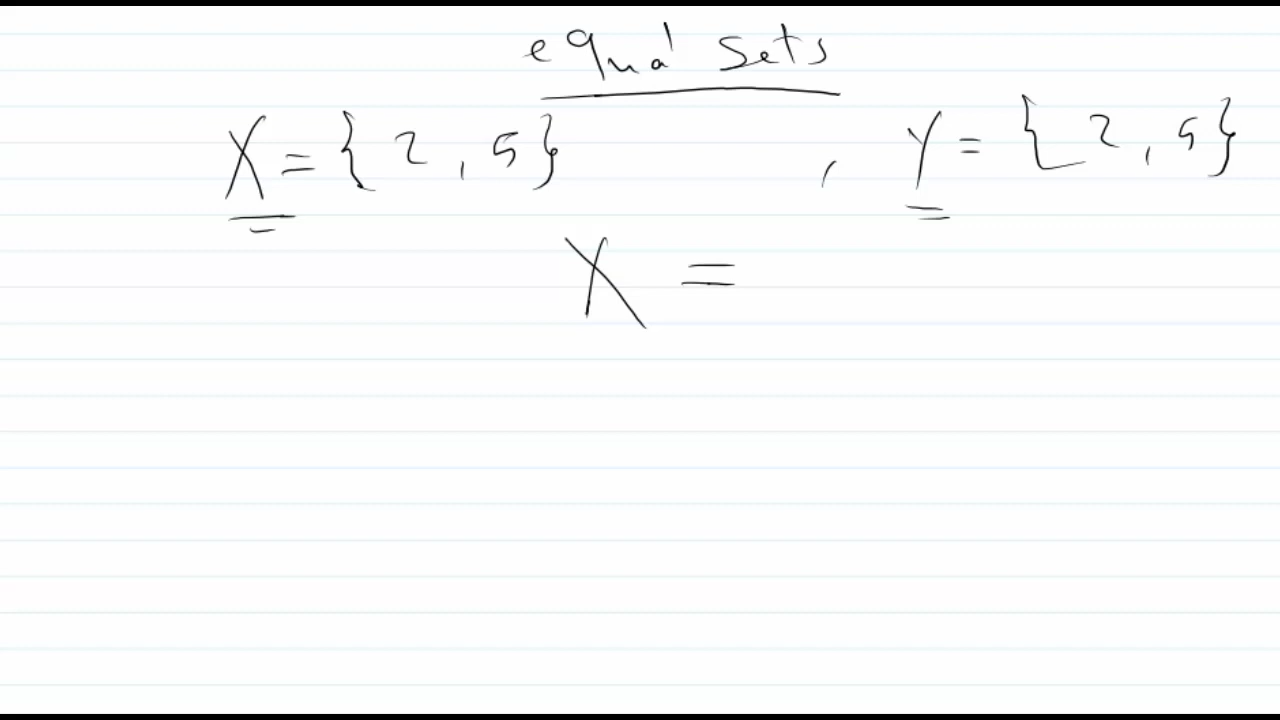 equal sets
X = { 2 , 5 } , Y = { 2 , 5 }
X =